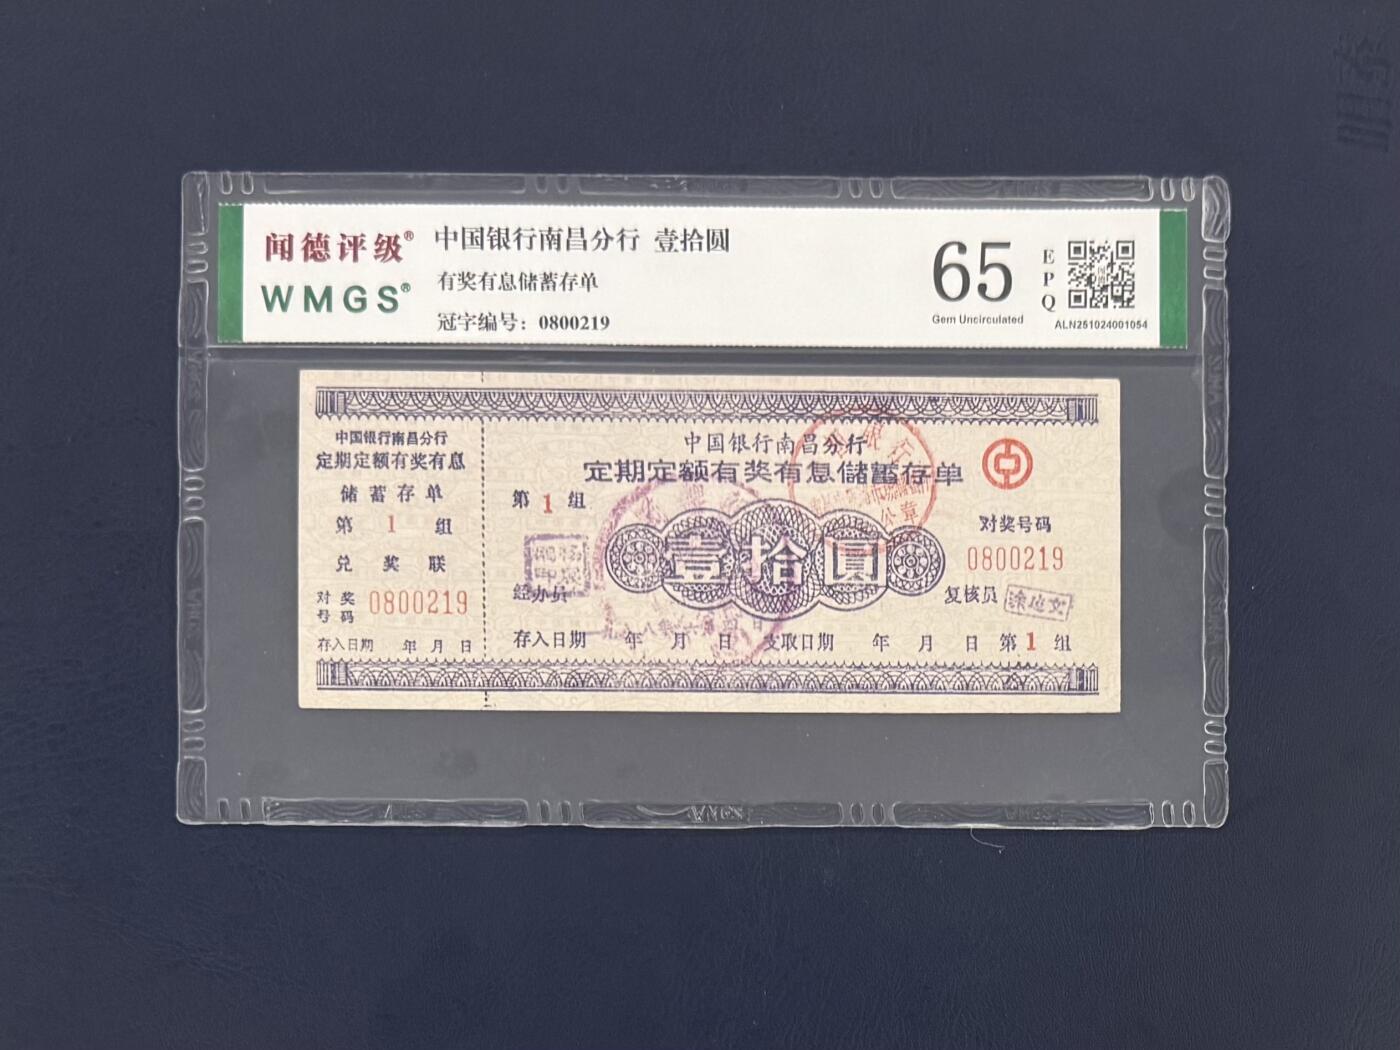 闻德评级®
WMGS®
中国银行南昌分行 壹拾圆
有奖有息储蓄存单
冠字编号：0800219
65
EPQ
Gem Uncirculated
ALN251024001054
中国银行南昌分行
定期定额有奖有息
储蓄存单
第1组
兑奖联
对奖号码 0800219
存入日期 年月日
中国银行南昌分行
定期定额有奖有息储蓄存单
第1组
壹拾圆
对奖号码
0800219
经办员
复核员
存入日期 年 月 日 支取日期 年 月 日 第1组
银行
公章
WMGS